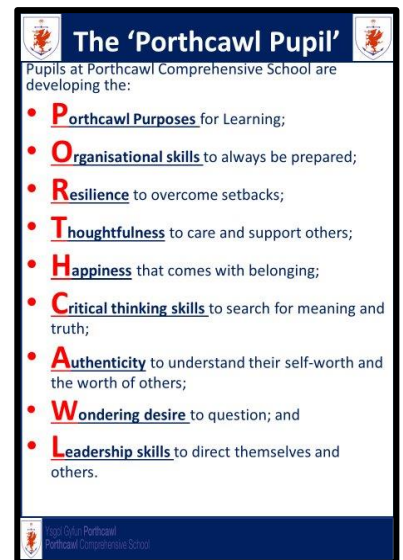 The ‘Porthcawl Pupil’
Pupils at Porthcawl Comprehensive School are
developing the:
• Porthcawl Purposes for Learning;
• Organisational skills to always be prepared;
• Resilience to overcome setbacks;
• Thoughtfulness to care and support others;
• Happiness that comes with belonging;
• Critical thinking skills to search for meaning and
truth;
• Authenticity to understand their self-worth and
the worth of others;
• Wondering desire to question; and
• Leadership skills to direct themselves and
others.
Ysgol Gyfun Porthcawl
Porthcawl Comprehensive School